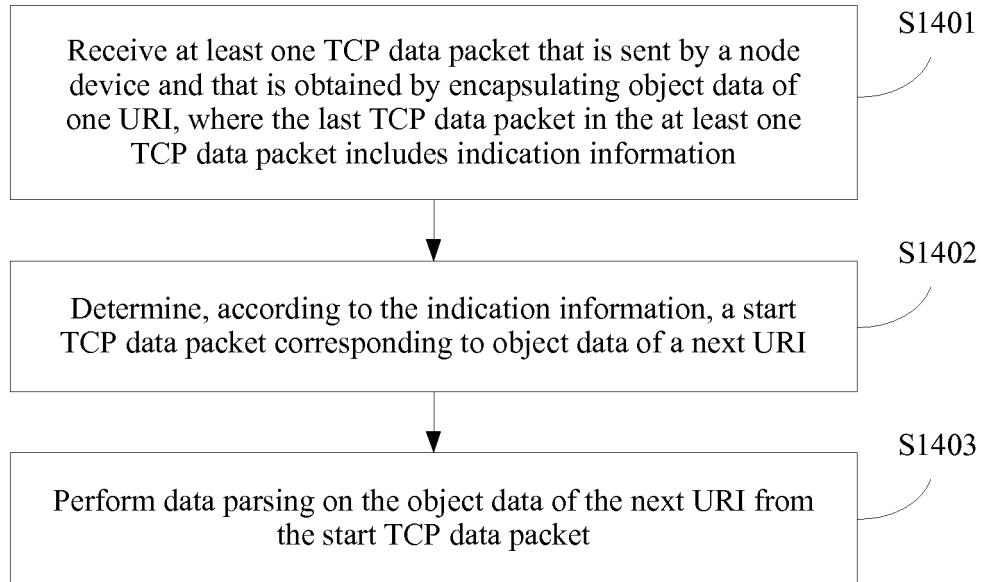 S1401
Receive at least one TCP data packet that is sent by a node
device and that is obtained by encapsulating object data of
one URI, where the last TCP data packet in the at least one
TCP data packet includes indication information
S1402
Determine, according to the indication information, a start
TCP data packet corresponding to object data of a next URI
S1403
Perform data parsing on the object data of the next URI from
the start TCP data packet